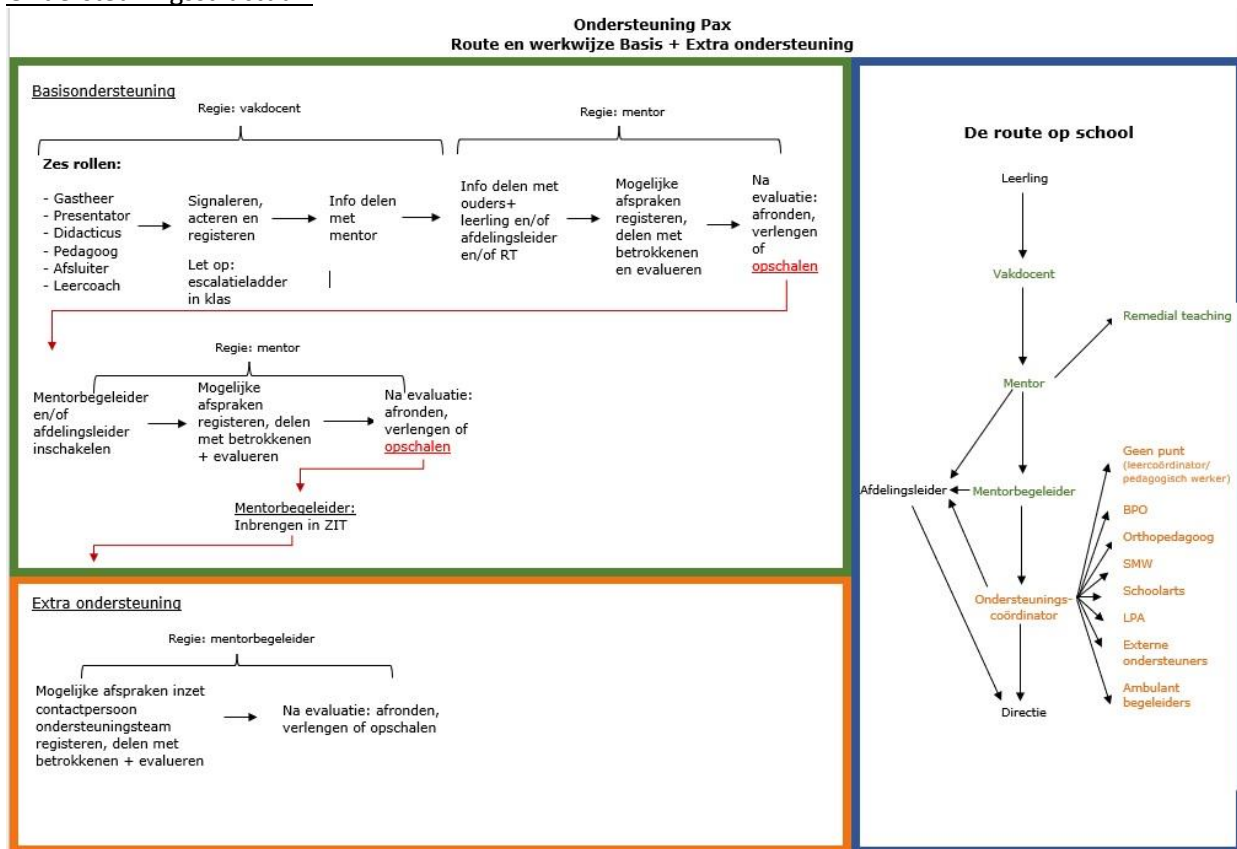 Ondersteuning Pax
Route en werkwijze Basis + Extra ondersteuning
Basisondersteuning
Regie: vakdocent
Regie: mentor
Zes rollen:
- Gastheer
- Presentator
- Didacticus
- Pedagoog
- Afsluiter
- Leercoach
Signaleren,
acteren en
registeren
Let op:
escalatieladder
in klas
Info delen
met
mentor
Info delen met
ouders+
leerling en/of
afdelingsleider
en/of RT
Mogelijke
afspraken
registeren,
delen met
betrokkenen
en evalueren
Na
evaluatie:
afronden,
verlengen
of
opschalen
Regie: mentor
Mentorbegeleider
en/of
afdelingsleider
inschakelen
Mogelijke
afspraken
registeren, delen
met betrokkenen
+ evalueren
Na evaluatie:
afronden,
verlengen of
opschalen
Mentorbegeleider:
Inbrengen in ZIT
Extra ondersteuning
Regie: mentorbegeleider
Mogelijke afspraken inzet
contactpersoon
ondersteuningsteam
registeren, delen met
betrokkenen + evalueren
Na evaluatie: afronden,
verlengen of opschalen
De route op school
Leerling
Vakdocent
Remedial teaching
Mentor
Afdelingsleider
Mentorbegeleider
Ondersteunings-
coördinator
Directie
Geen punt
(leercoördinator/
pedagogisch werker)
BPO
Orthopedagoog
SMW
Schoolarts
LPA
Externe
ondersteuners
Ambulant
begeleiders